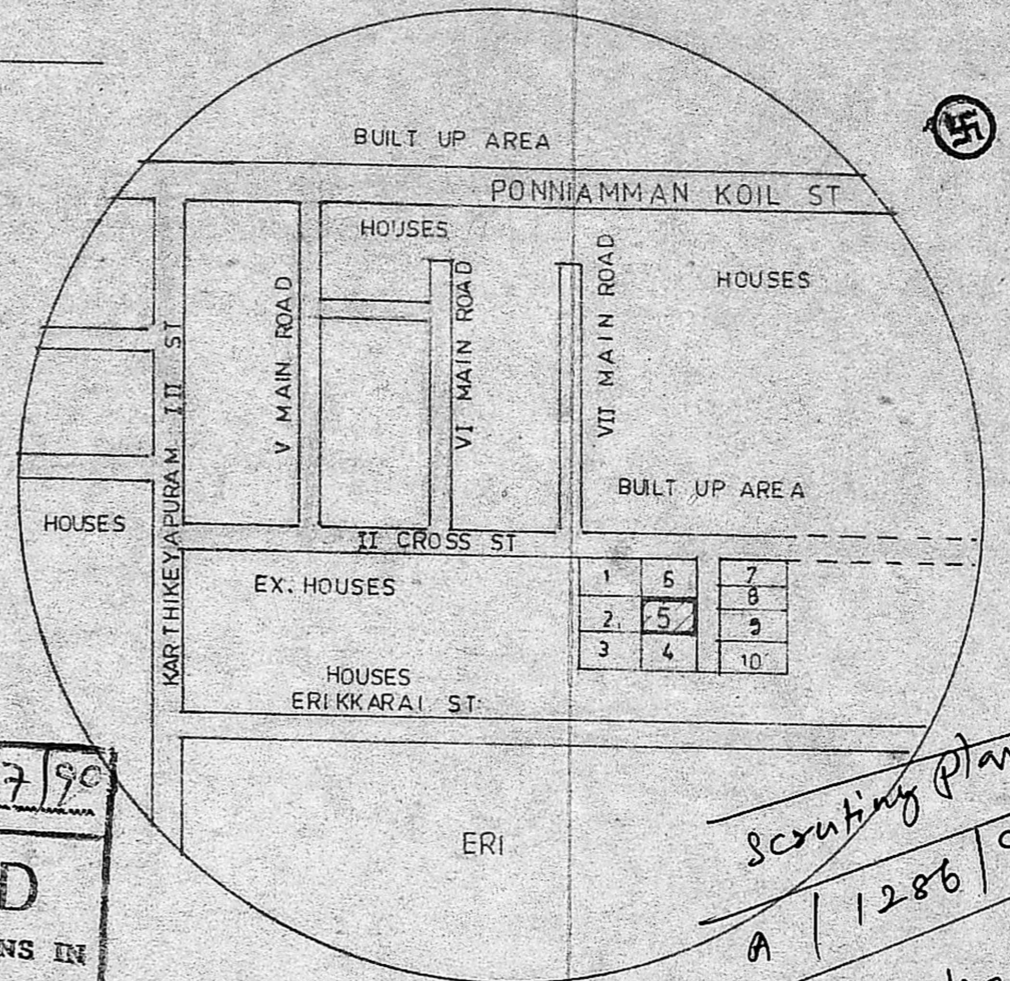 BUILT UP AREA
PONNIAMMAN KOIL ST
HOUSES
HOUSES
V MAIN ROAD
VI MAIN ROAD
VII MAIN ROAD
KARTHIKEYAPURAM III ST
BUILT UP AREA
HOUSES
II CROSS ST
EX. HOUSES
1 6 7
8
2 5 9
3 4 10
HOUSES
ERIKKARAI ST
ERI
7/90
D
NS IN
Scrutiny plan
A | 1286 |